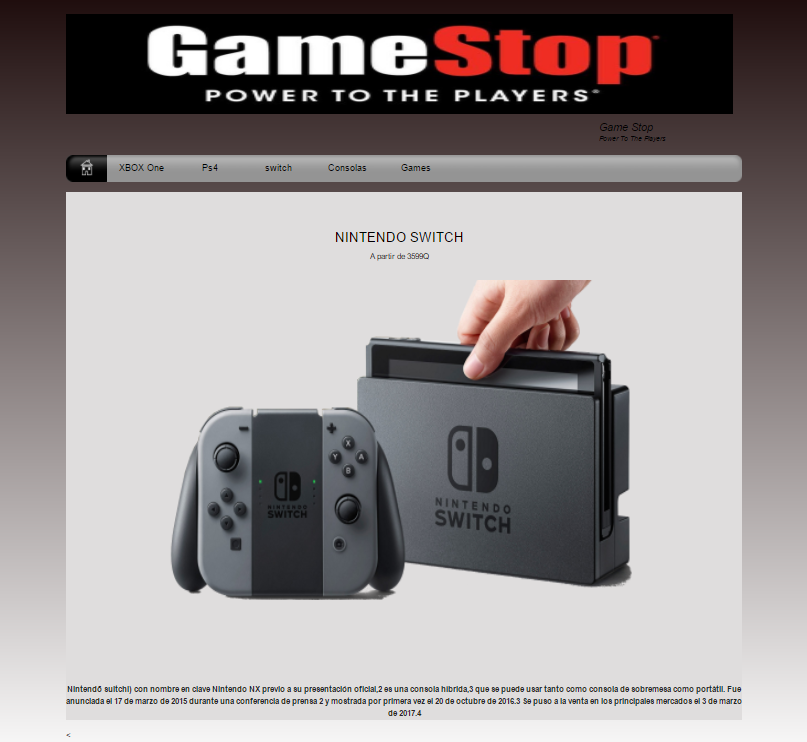 GameStop™
POWER TO THE PLAYERS®
Game Stop
Power To The Players
XBOX One Ps4 switch Consolas Games
NINTENDO SWITCH
A partir de 3599Q
X
Y A
B
NINTENDO
SWITCH
NINTENDO
SWITCH
Nintendō suitchi) con nombre en clave Nintendo NX previo a su presentación oficial,2 es una consola híbrida,3 que se puede usar tanto como consola de sobremesa como portátil. Fue
anunciada el 17 de marzo de 2015 durante una conferencia de prensa 2 y mostrada por primera vez el 20 de octubre de 2016.3 Se puso a la venta en los principales mercados el 3 de marzo
de 2017.4
<